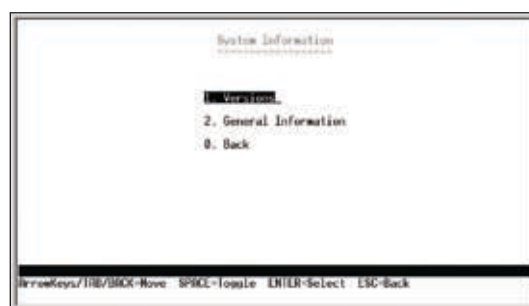 System Information
1. Versions
2. General Information
0. Back
ArrowKeys/TAB/BACK=Move SPACE=Toggle ENTER=Select ESC=Back